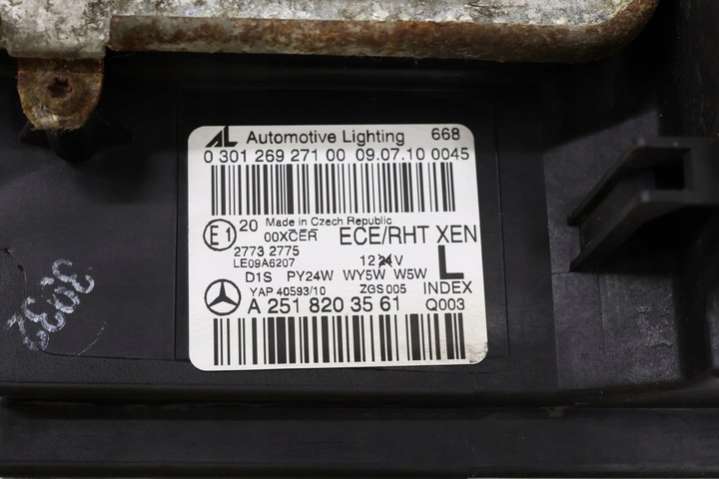 AL Automotive Lighting 668
0 301 269 271 00 09.07.10 0045
E1 20 Made in Czech Republic
00XCER ECE/RHT XEN
2773 2775
LE09A6207 12 V L
D1S PY24W WY5W W5W
YAP 40593/10 ZGS 005 INDEX
A 251 820 35 61 Q003